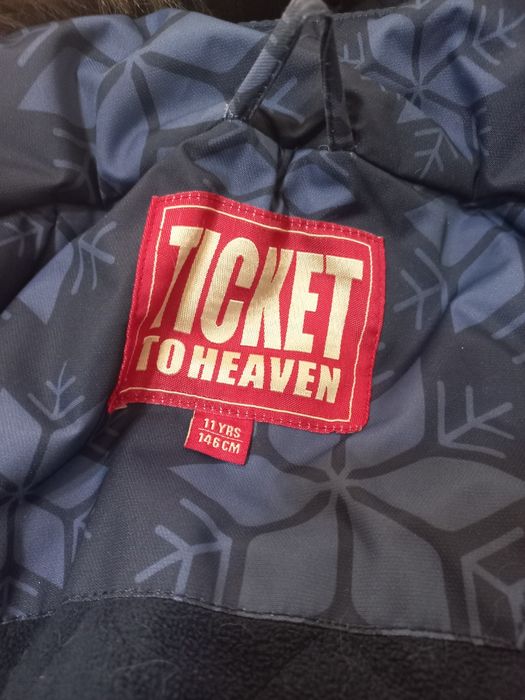 TICKET
TO HEAVEN
11 YRS
146 CM